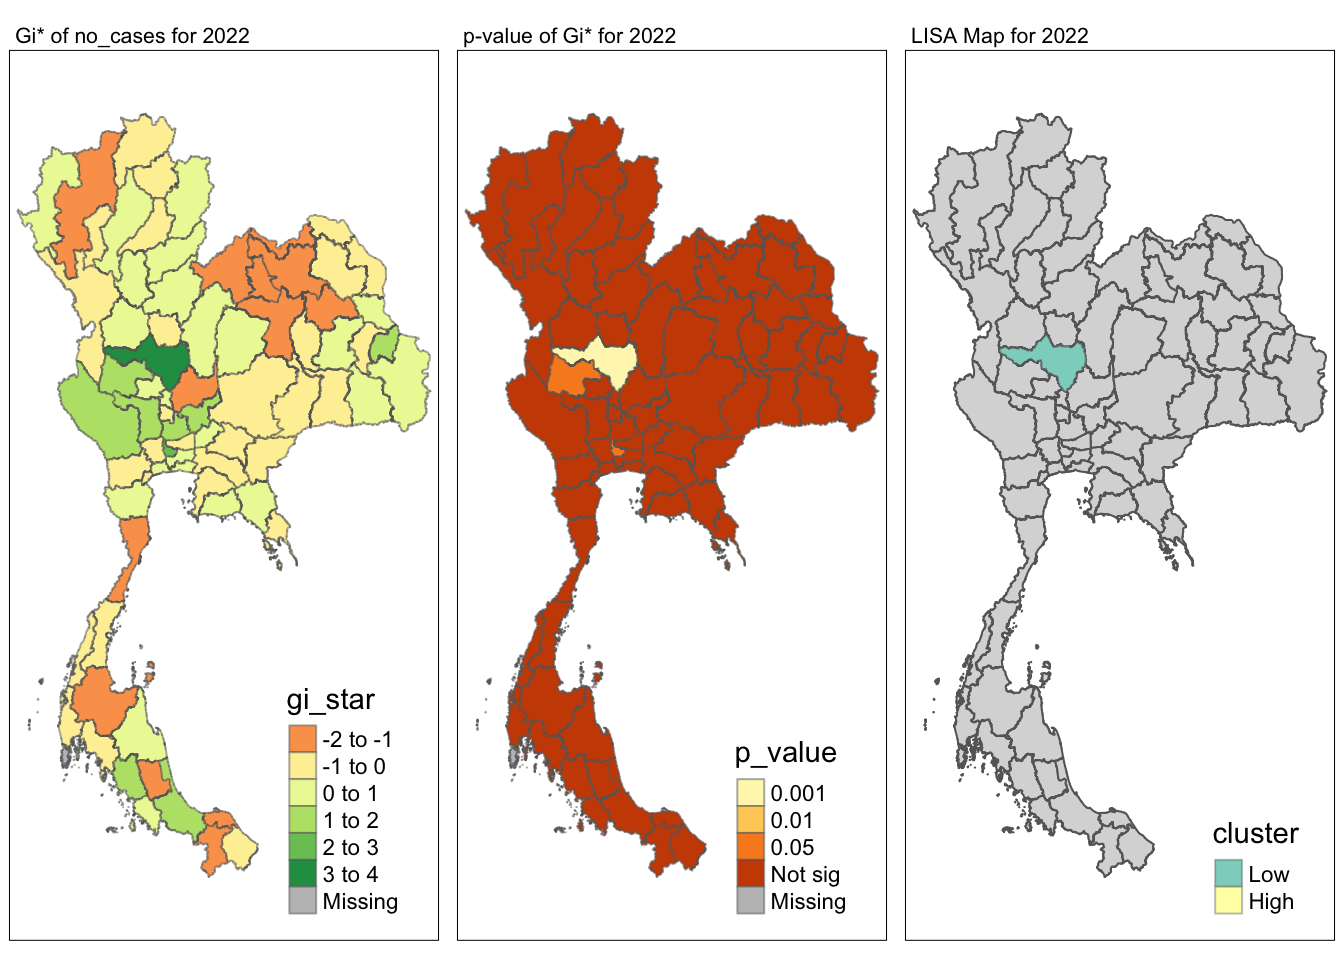 Gi* of no_cases for 2022
p-value of Gi* for 2022
LISA Map for 2022
gi_star
-2 to -1
-1 to 0
0 to 1
1 to 2
2 to 3
3 to 4
Missing
p_value
0.001
0.01
0.05
Not sig
Missing
cluster
Low
High